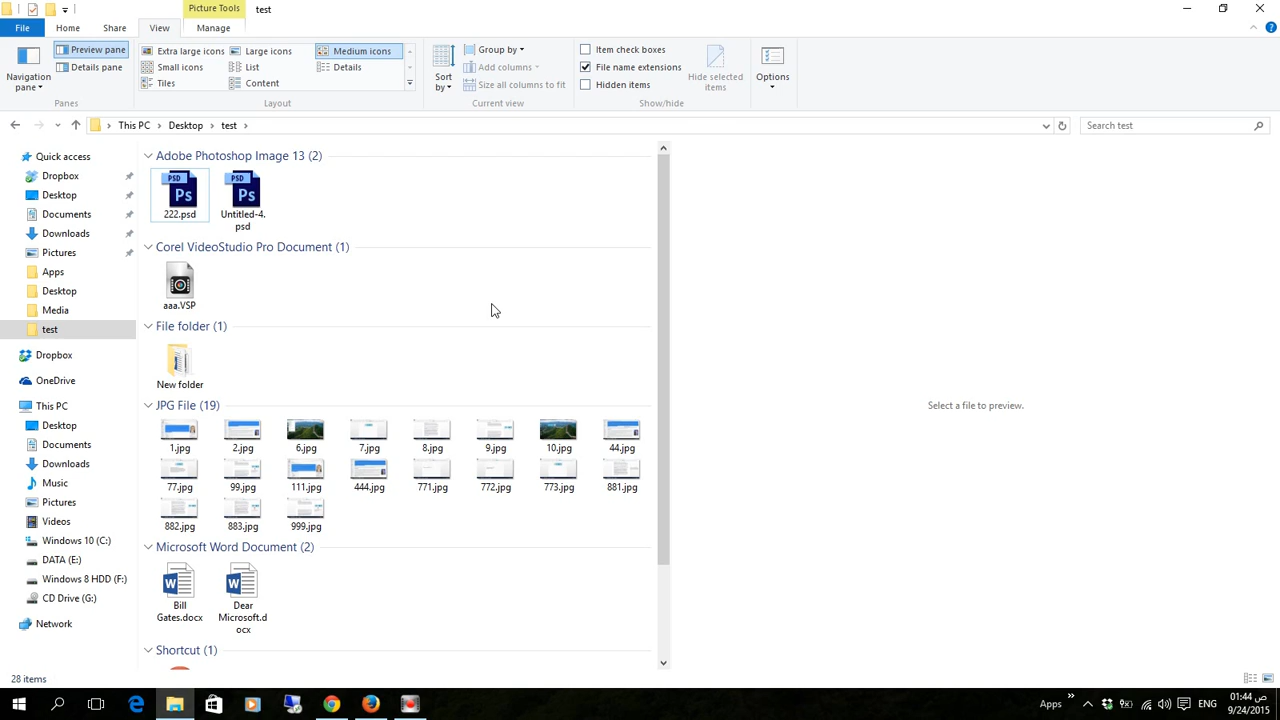 Picture Tools
test
File
Home
Share
View
Manage
Navigation pane
Preview pane
Details pane
Panes
Extra large icons
Large icons
Medium icons
Small icons
List
Details
Tiles
Content
Layout
Sort by
Group by
Add columns
Size all columns to fit
Current view
Item check boxes
File name extensions
Hidden items
Hide selected items
Show/hide
Options
This PC
Desktop
test
Search test
Quick access
Dropbox
Desktop
Documents
Downloads
Pictures
Apps
Desktop
Media
test
Dropbox
OneDrive
This PC
Desktop
Documents
Downloads
Music
Pictures
Videos
Windows 10 (C:)
DATA (E:)
Windows 8 HDD (F:)
CD Drive (G:)
Network
Adobe Photoshop Image 13 (2)
PSD
Ps
222.psd
PSD
Ps
Untitled-4.
psd
Corel VideoStudio Pro Document (1)
aaa.VSP
File folder (1)
New folder
JPG File (19)
1.jpg 2.jpg 6.jpg 7.jpg 8.jpg 9.jpg 10.jpg 44.jpg
77.jpg 99.jpg 111.jpg 444.jpg 771.jpg 772.jpg 773.jpg 881.jpg
882.jpg 883.jpg 999.jpg
Microsoft Word Document (2)
Bill
Gates.docx
Dear
Microsoft.d
ocx
Shortcut (1)
Select a file to preview.
28 items
Apps
ENG
01:44 ص
9/24/2015